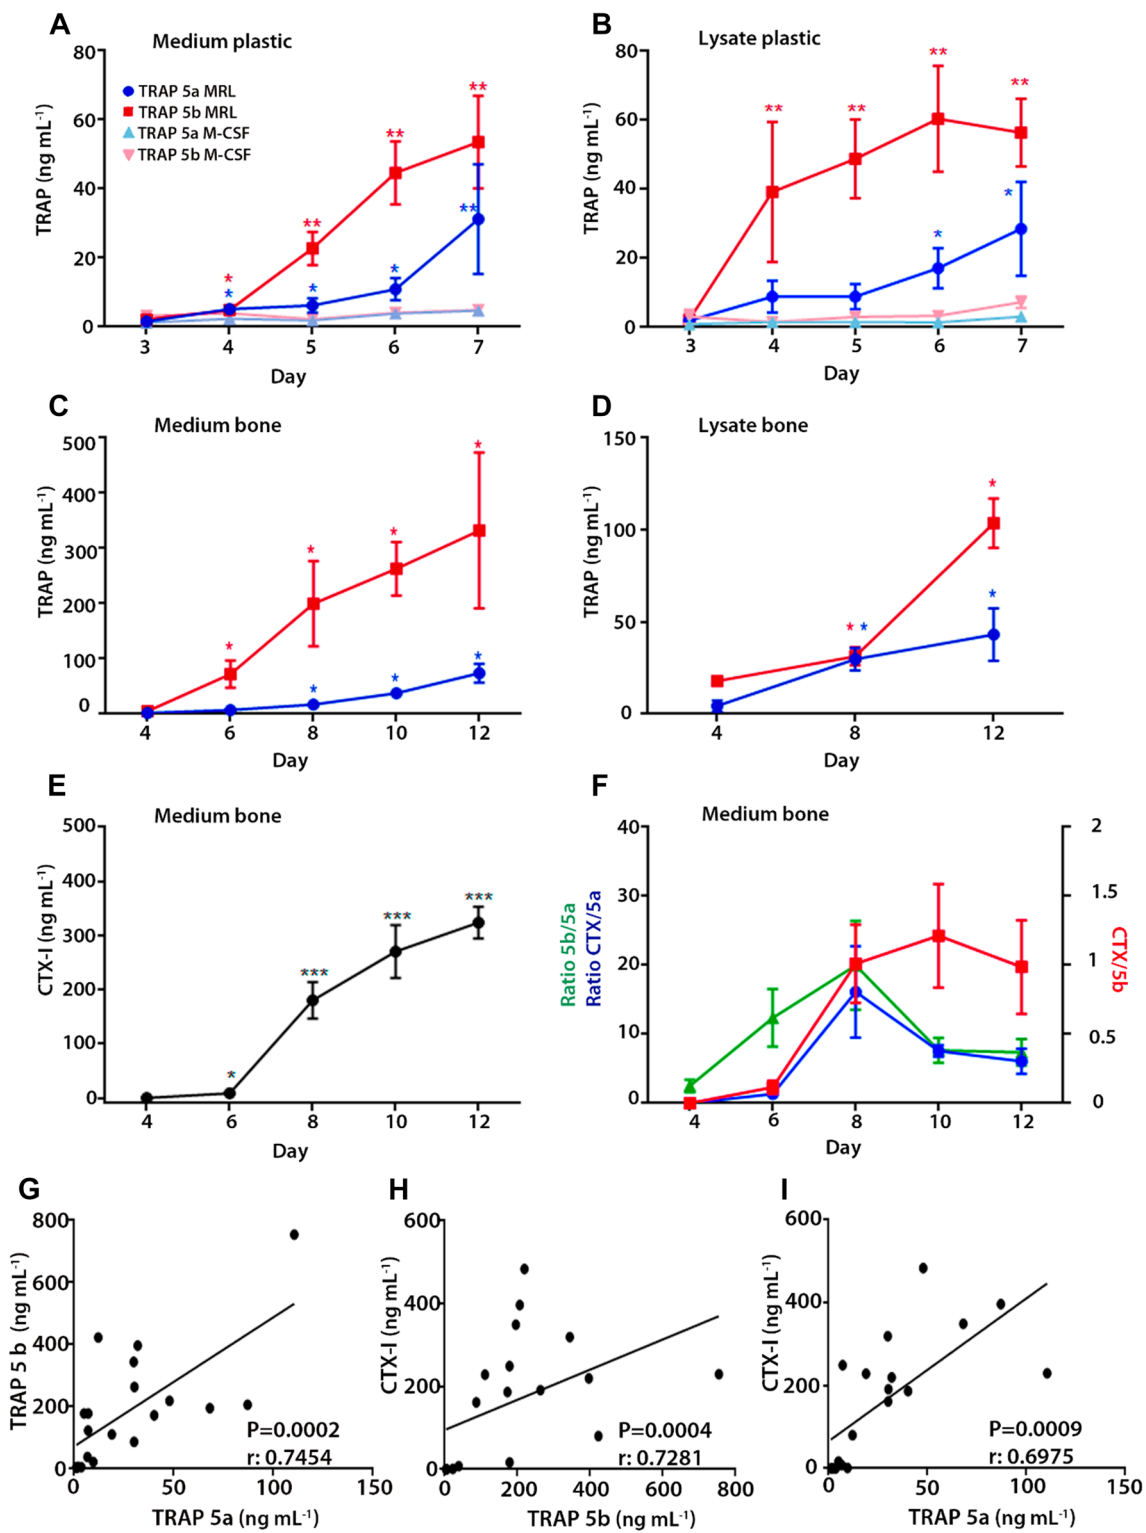 A
Medium plastic
80
60
40
20
0
TRAP (ng mL-1)
TRAP 5a MRL
TRAP 5b MRL
TRAP 5a M-CSF
TRAP 5b M-CSF
*
*
**
*
**
*
**
**
3 4 5 6 7
Day
B
Lysate plastic
80
60
40
20
0
TRAP (ng mL-1)
**
**
**
*
**
*
3 4 5 6 7
Day
C
Medium bone
500
400
300
200
100
0
TRAP (ng mL-1)
*
*
*
*
*
*
*
4 6 8 10 12
Day
D
Lysate bone
150
100
50
0
TRAP (ng mL-1)
* *
*
*
4 8 12
Day
E
Medium bone
500
400
300
200
100
0
CTX-I (ng mL-1)
*
***
***
***
4 6 8 10 12
Day
F
Medium bone
40
30
20
10
0
Ratio 5b/5a
Ratio CTX/5a
2
1.5
1
0.5
0
CTX/5b
4 6 8 10 12
Day
G
800
600
400
200
0
TRAP 5 b (ng mL-1)
P=0.0002
r: 0.7454
0 50 100 150
TRAP 5a (ng mL-1)
H
600
400
200
0
CTX-I (ng mL-1)
P=0.0004
r: 0.7281
0 200 400 600 800
TRAP 5b (ng mL-1)
I
600
400
200
0
CTX-I (ng mL-1)
P=0.0009
r: 0.6975
0 50 100 150
TRAP 5a (ng mL-1)